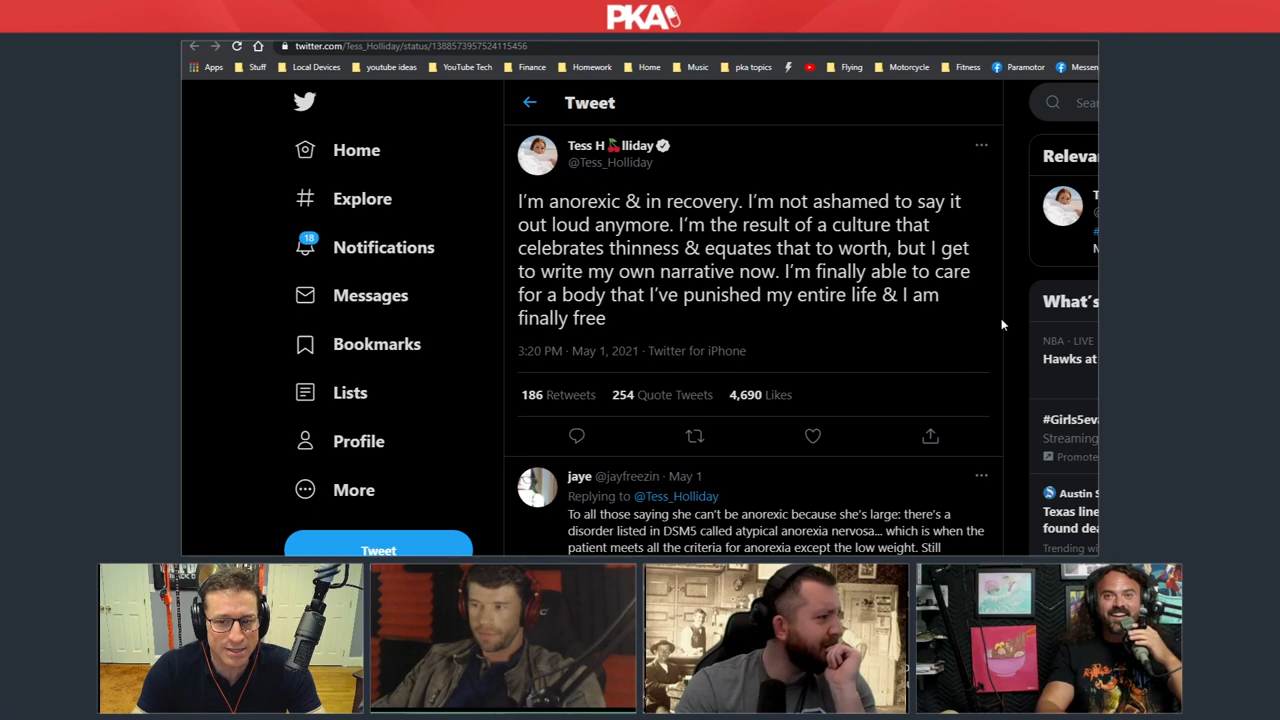 PKA
twitter.com/Tess_Holliday/status/1388573957524115456
Apps Stuff Local Devices youtube ideas YouTube Tech Finance Homework Home Music pka topics Flying Motorcycle Fitness Paramotor Messen
Tweet
Home
Explore
18
Notifications
Messages
Bookmarks
Lists
Profile
More
Tweet
Tess H🍒lliday
@Tess_Holliday
I'm anorexic & in recovery. I'm not ashamed to say it
out loud anymore. I'm the result of a culture that
celebrates thinness & equates that to worth, but I get
to write my own narrative now. I'm finally able to care
for a body that I've punished my entire life & I am
finally free
3:20 PM · May 1, 2021 · Twitter for iPhone
186 Retweets 254 Quote Tweets 4,690 Likes
jaye @jayfreezin · May 1
Replying to @Tess_Holliday
To all those saying she can't be anorexic because she's large: there's a
disorder listed in DSM5 called atypical anorexia nervosa... which is when the
patient meets all the criteria for anorexia except the low weight. Still
Sear
Releva
T
@
#
N
What's
NBA · LIVE
Hawks at
#Girls5ev
Streaming
Promote
Austin S
Texas line
found dea
Trending wi